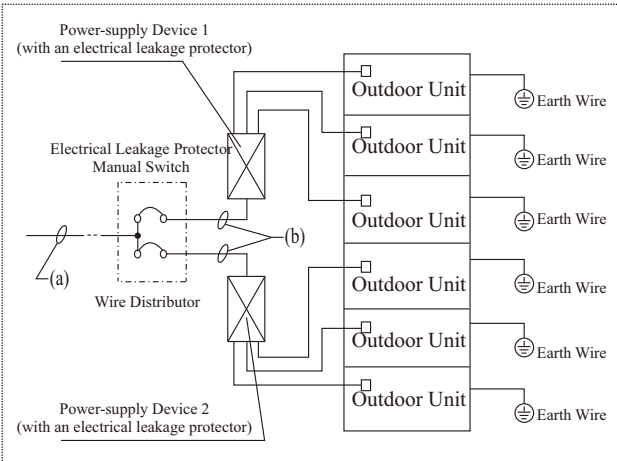 Power-supply Device 1
(with an electrical leakage protector)
Electrical Leakage Protector
Manual Switch
(a)
(b)
Wire Distributor
Power-supply Device 2
(with an electrical leakage protector)
Outdoor Unit
Earth Wire
Outdoor Unit
Earth Wire
Outdoor Unit
Earth Wire
Outdoor Unit
Earth Wire
Outdoor Unit
Earth Wire
Outdoor Unit
Earth Wire